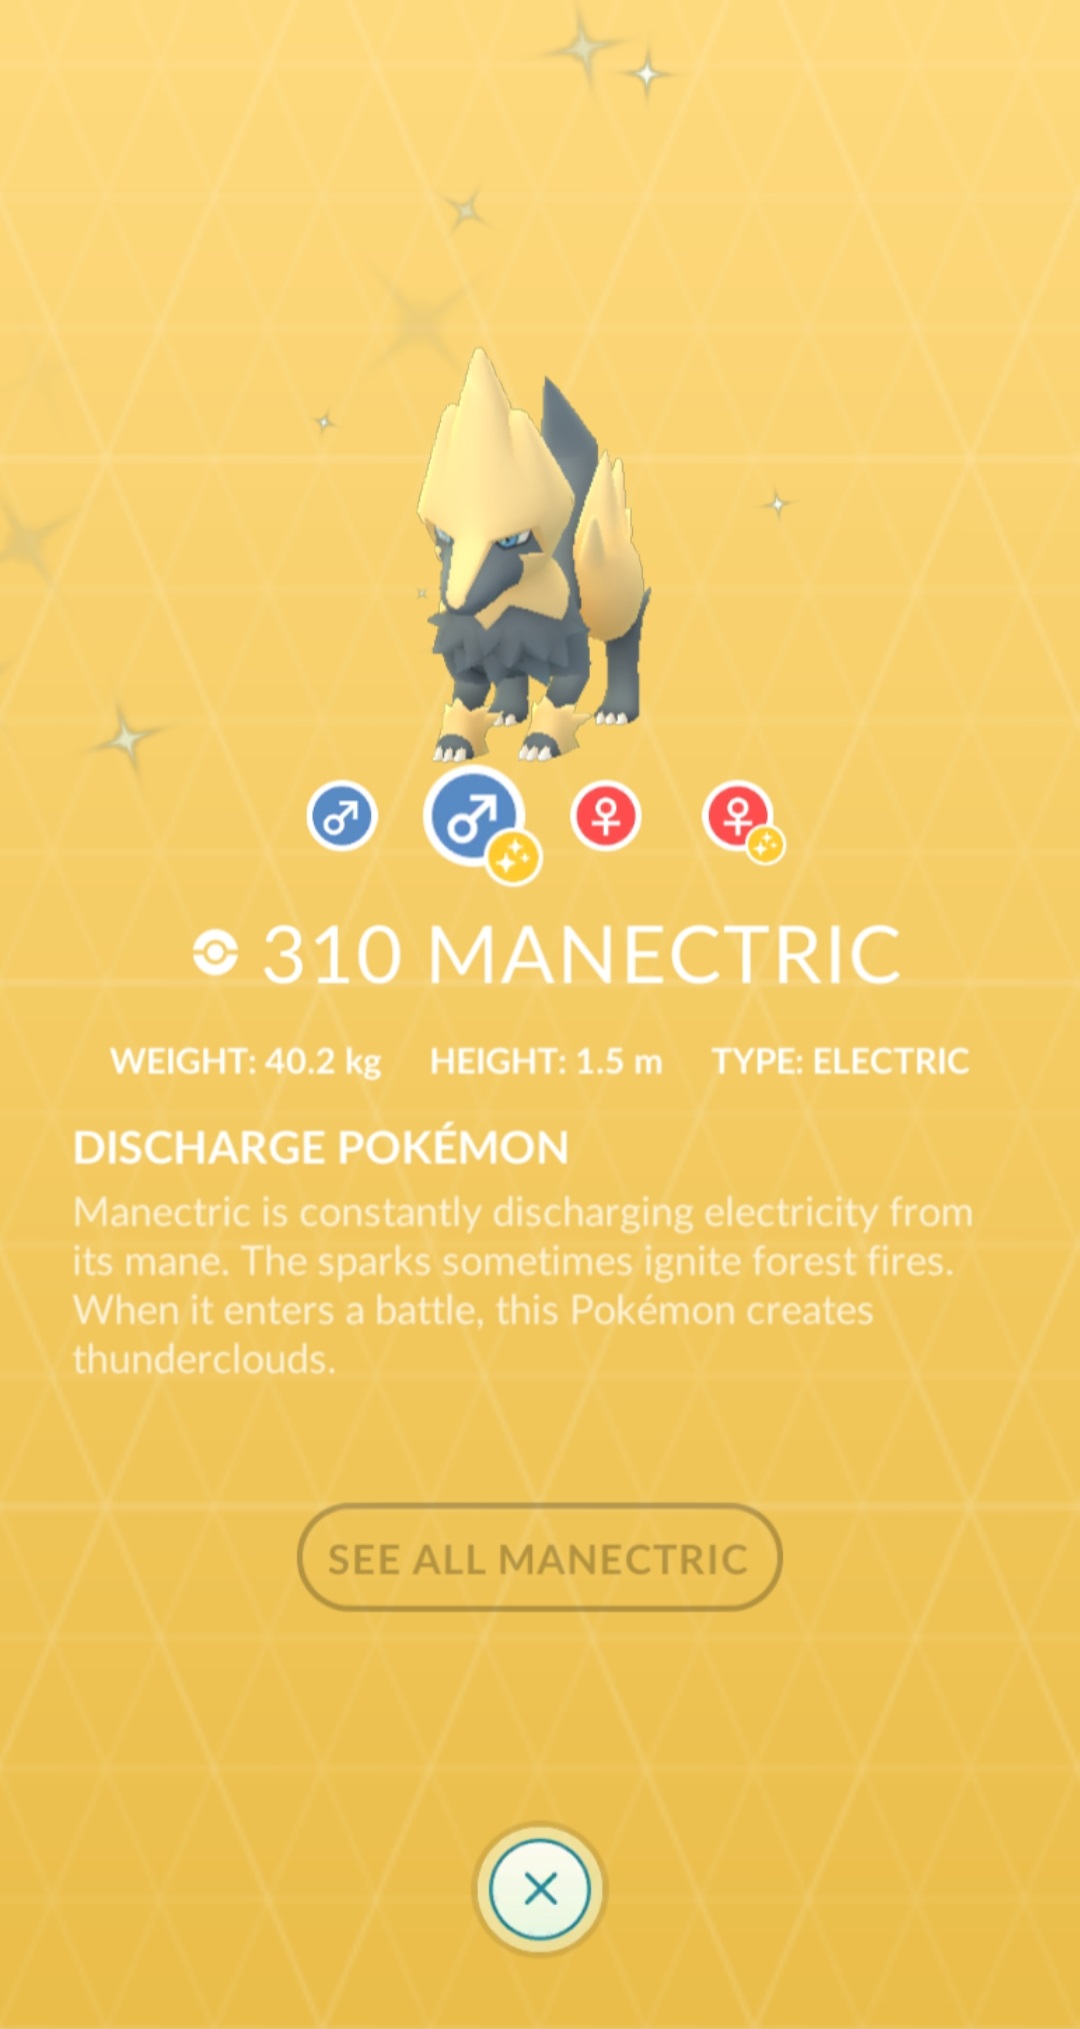 310 MANECTRIC
WEIGHT: 40.2 kg HEIGHT: 1.5 m TYPE: ELECTRIC
DISCHARGE POKÉMON
Manectric is constantly discharging electricity from
its mane. The sparks sometimes ignite forest fires.
When it enters a battle, this Pokémon creates
thunderclouds.
SEE ALL MANECTRIC